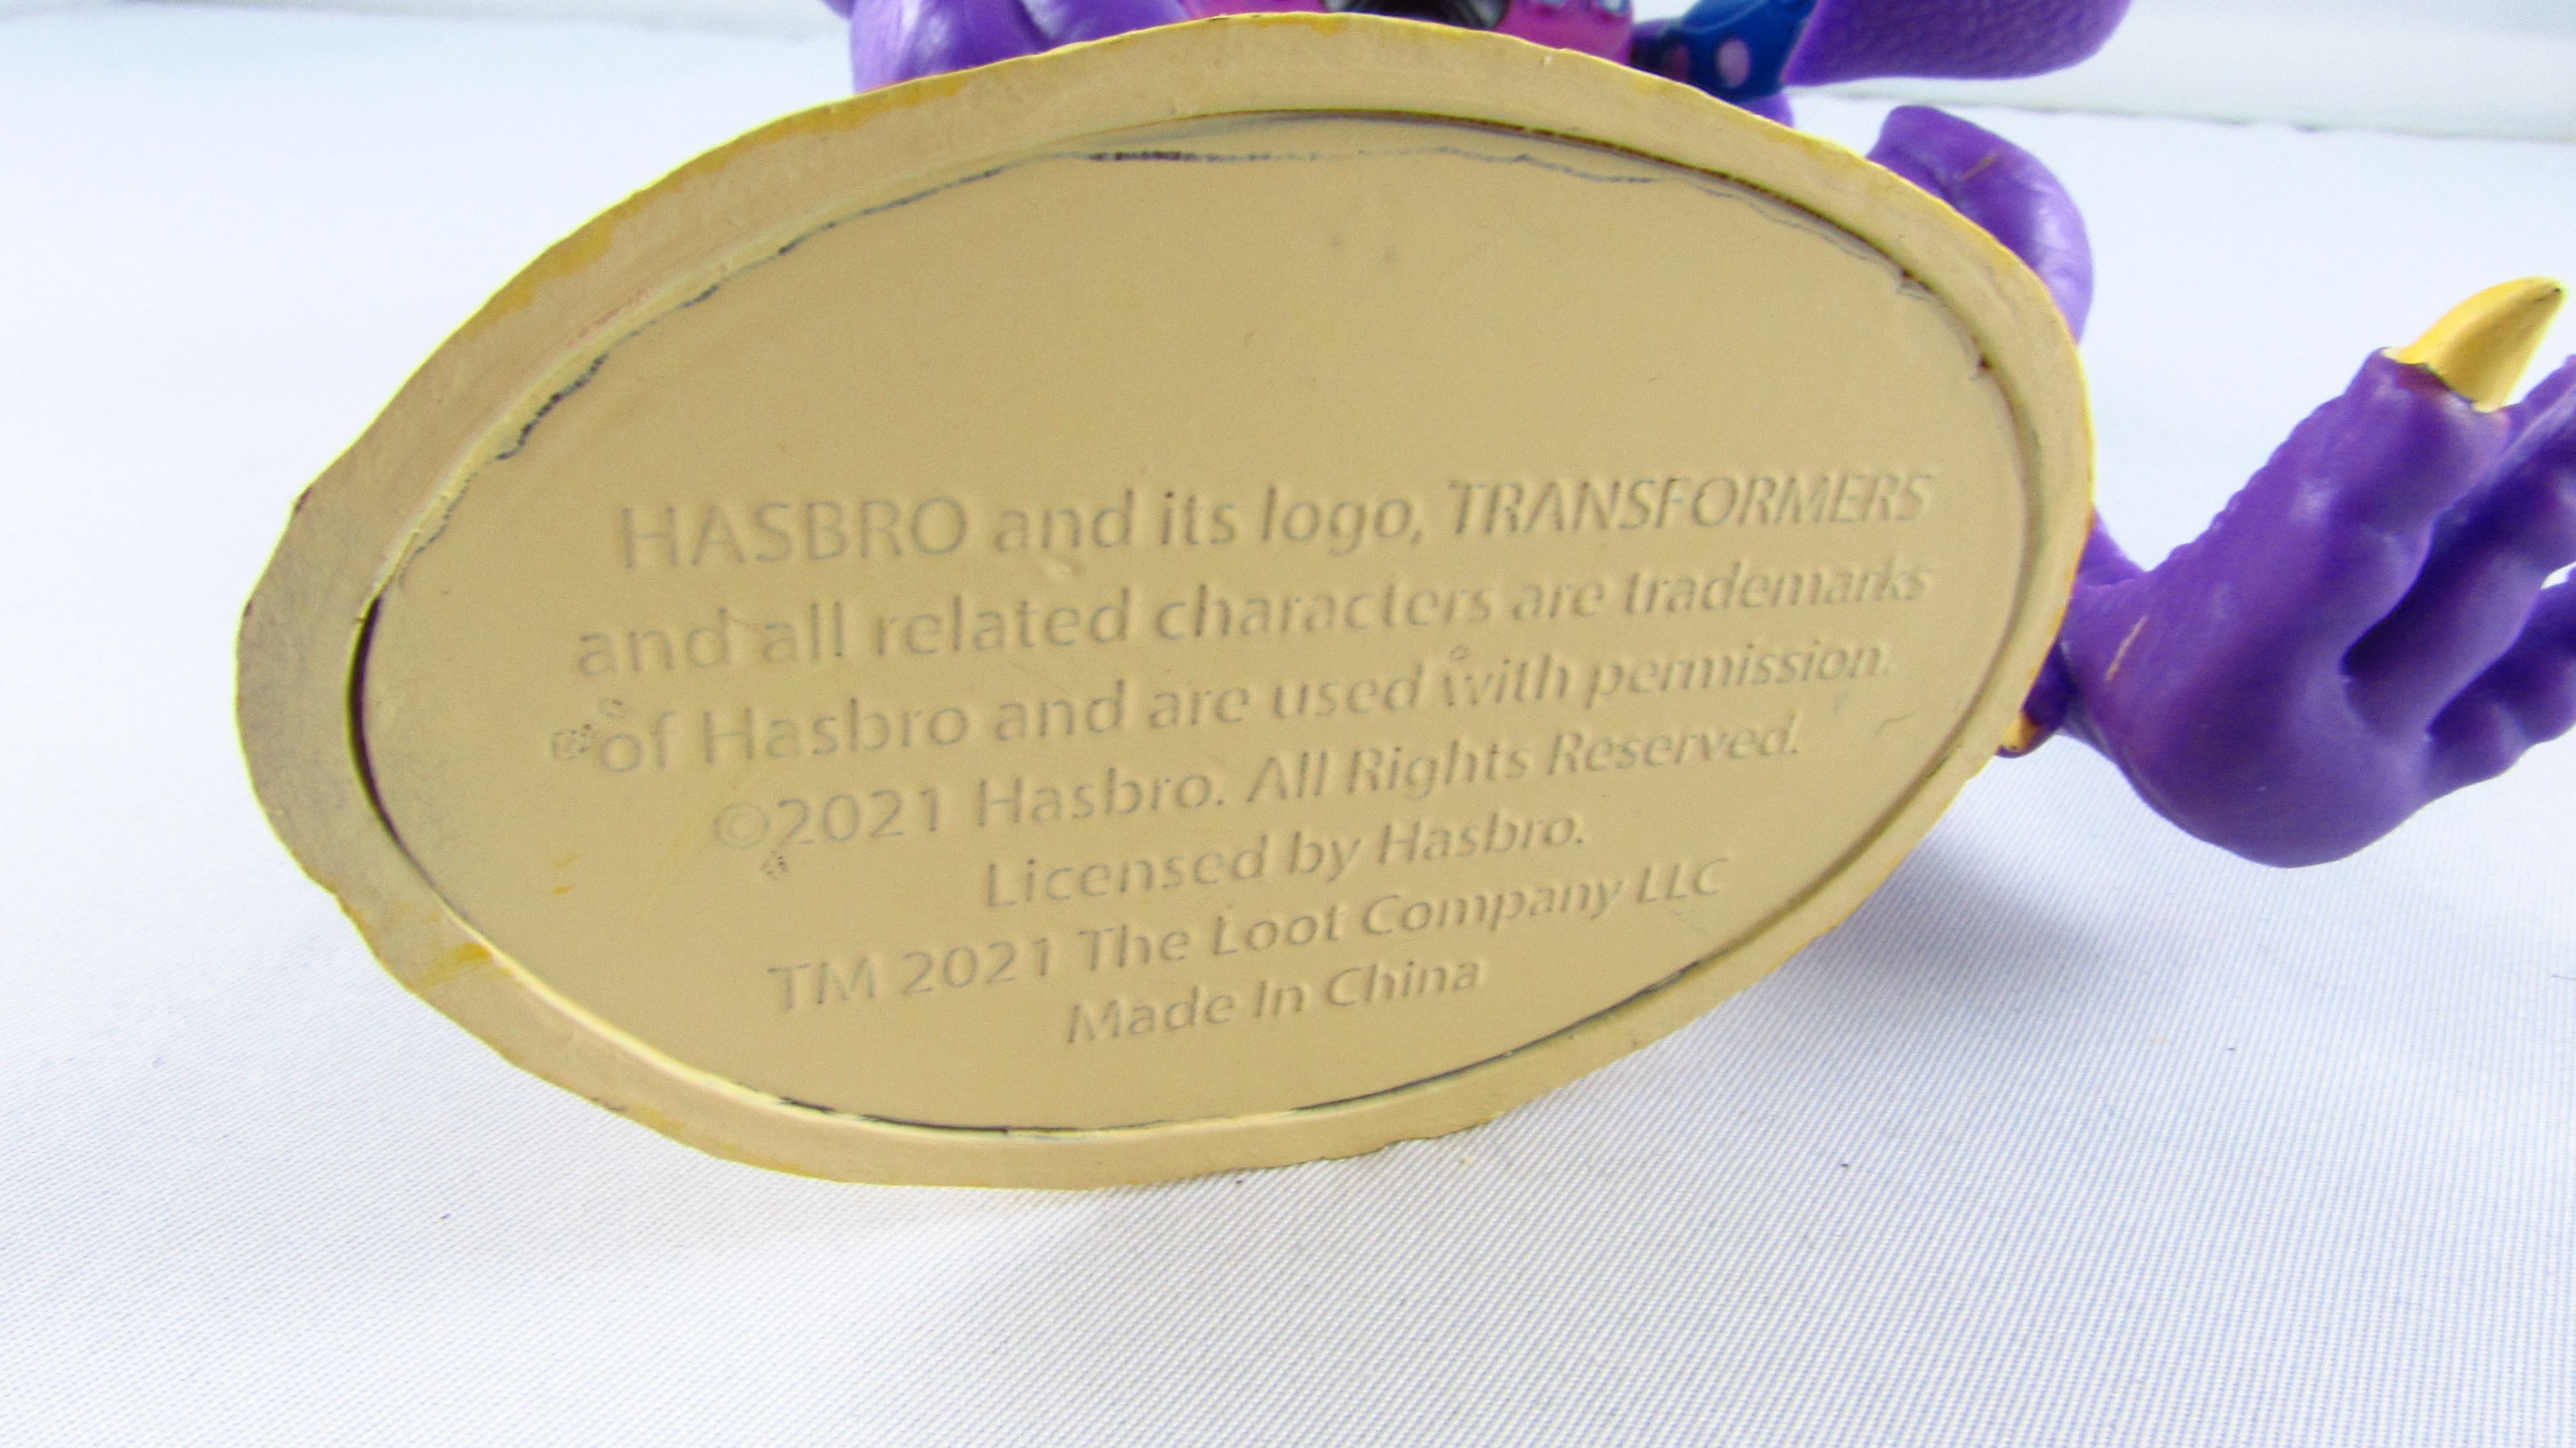 HASBRO and its logo, TRANSFORMERS
and all related characters are trademarks
of Hasbro and are used with permission.
©2021 Hasbro. All Rights Reserved.
Licensed by Hasbro.
TM 2021 The Loot Company LLC
Made In China